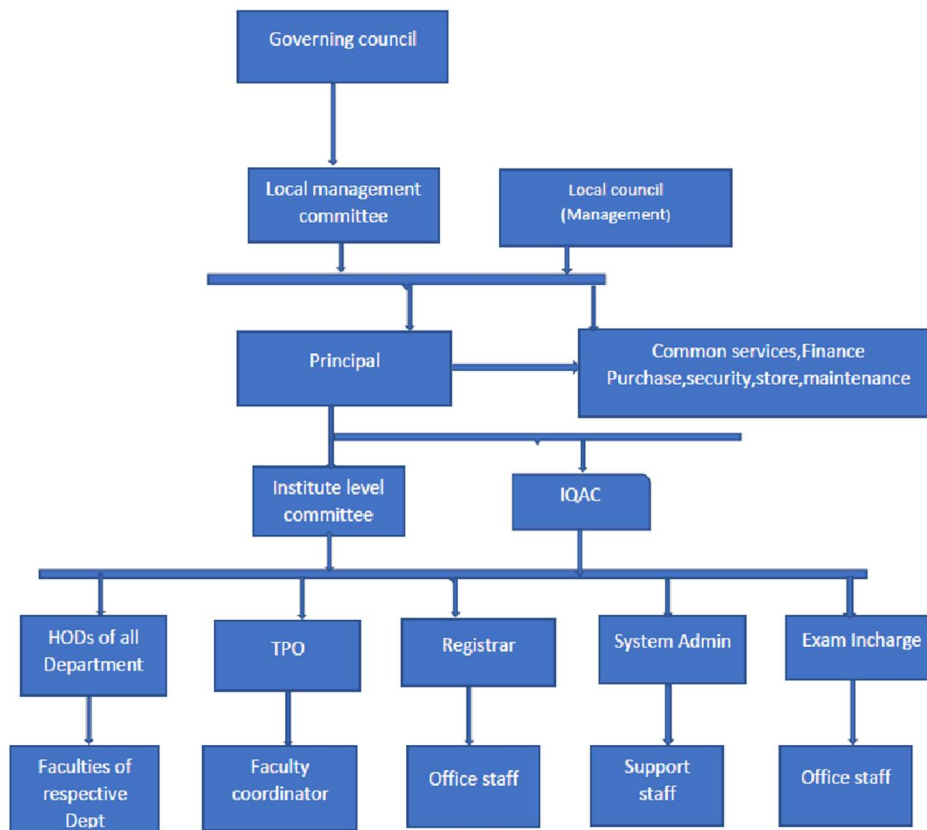 Governing council
Local management
committee
Local council
(Management)
Principal
Common services,Finance
Purchase,security,store,maintenance
Institute level
committee
IQAC
HODs of all
Department
TPO
Registrar
System Admin
Exam Incharge
Faculties of
respective
Dept
Faculty
coordinator
Office staff
Support
staff
Office staff